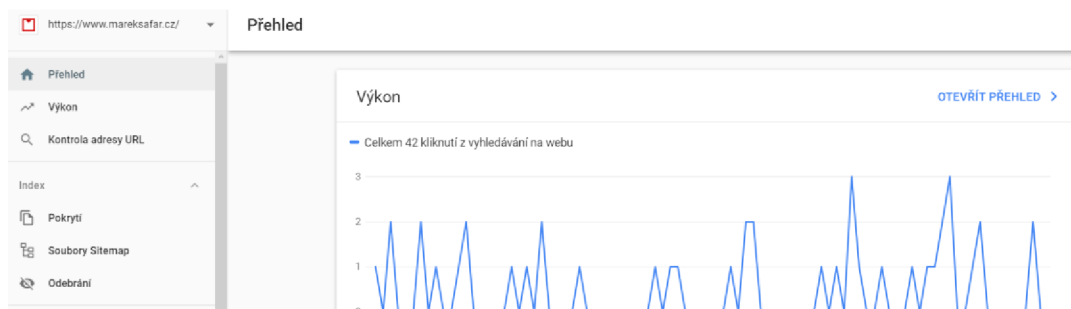 https://www.mareksafar.cz/
Přehled
Přehled
Výkon
Kontrola adresy URL
Index
Pokrytí
Soubory Sitemap
Odebrání
Výkon
OTEVŘÍT PŘEHLED
Celkem 42 kliknutí z vyhledávání na webu
3
2
1